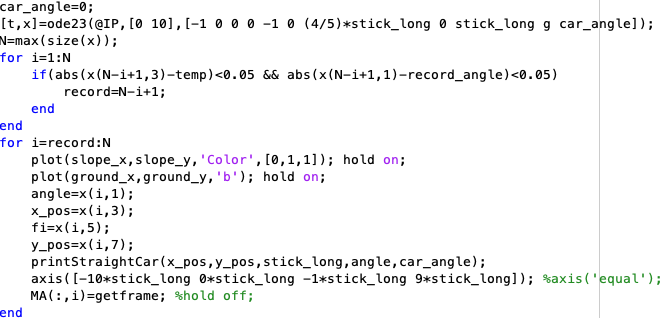 car_angle=0;
[t,x]=ode23(@IP,[0 10],[-1 0 0 0 -1 0 (4/5)*stick_long 0 stick_long g car_angle]);
N=max(size(x));
for i=1:N
    if(abs(x(N-i+1,3)-temp)<0.05 && abs(x(N-i+1,1)-record_angle)<0.05)
        record=N-i+1;
    end
end
for i=record:N
    plot(slope_x,slope_y,'Color',[0,1,1]); hold on;
    plot(ground_x,ground_y,'b'); hold on;
    angle=x(i,1);
    x_pos=x(i,3);
    fi=x(i,5);
    y_pos=x(i,7);
    printStraightCar(x_pos,y_pos,stick_long,angle,car_angle);
    axis([-10*stick_long 0*stick_long -1*stick_long 9*stick_long]); %axis('equal');
    MA(:,i)=getframe; %hold off;
end